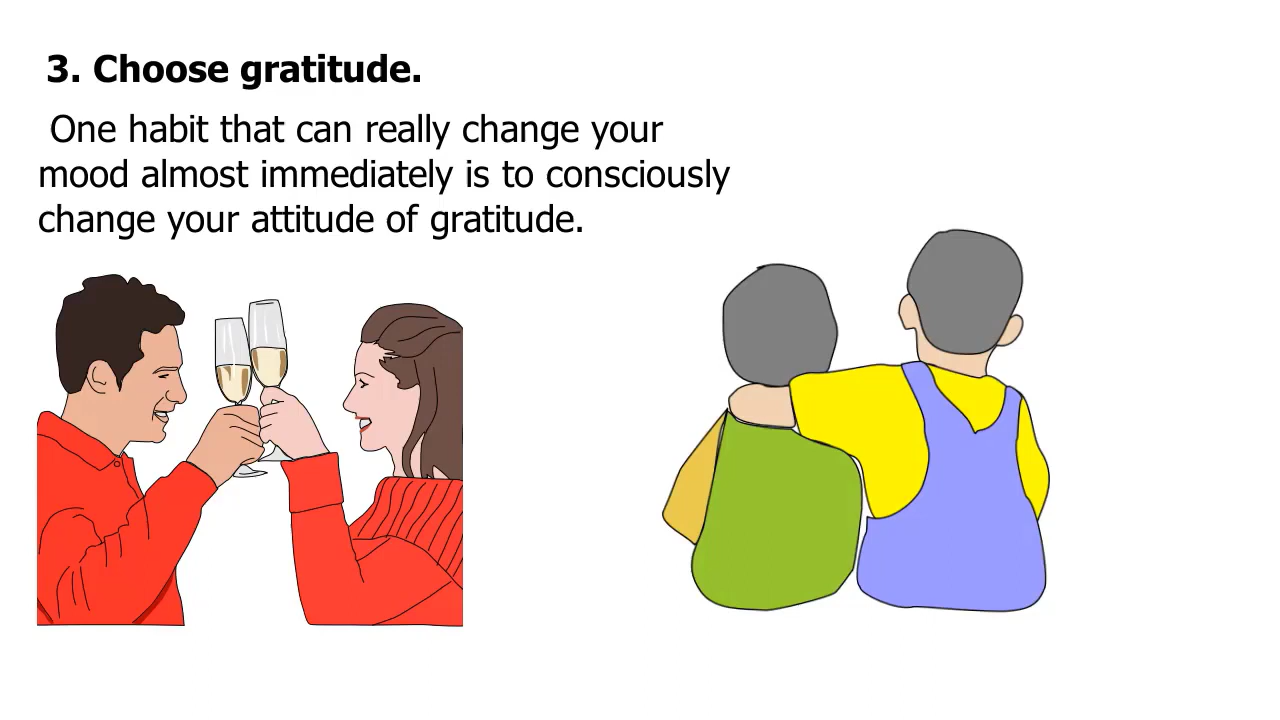 3. Choose gratitude.
One habit that can really change your
mood almost immediately is to consciously
change your attitude of gratitude.